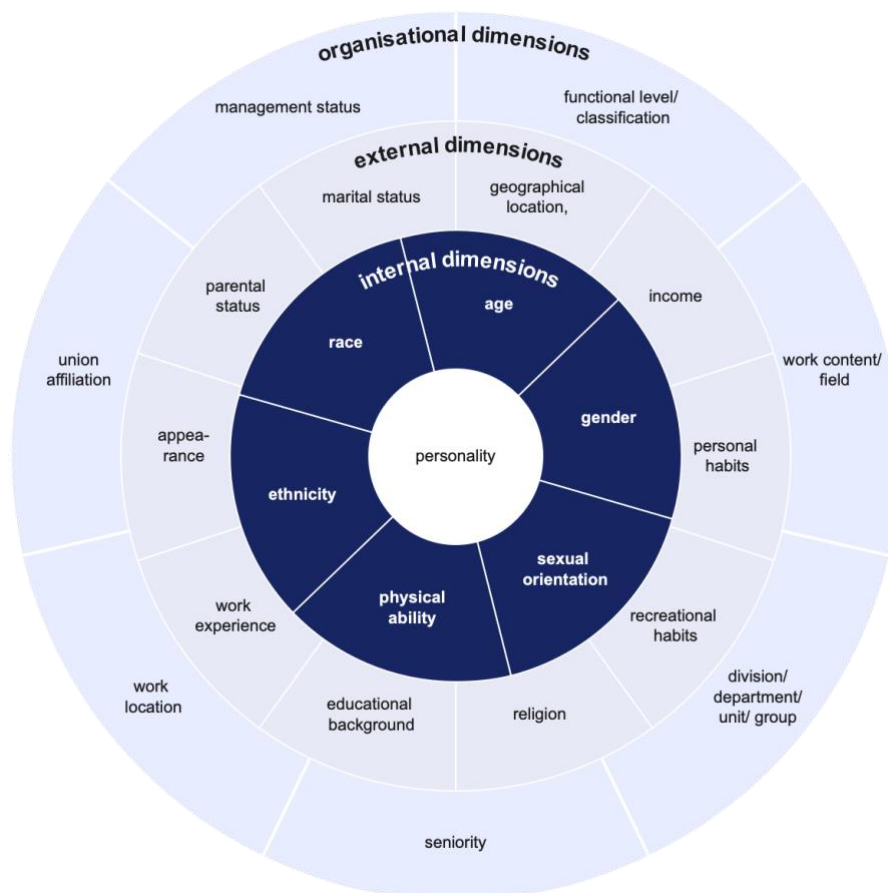 organisational dimensions
management status
functional level/
classification
external dimensions
marital status
geographical
location,
internal dimensions
parental
status
income
age
race
union
affiliation
work content/
field
gender
appea-
rance
personal
habits
personality
ethnicity
sexual
orientation
physical
ability
work
experience
recreational
habits
work
location
division/
department/
unit/ group
educational
background
religion
seniority